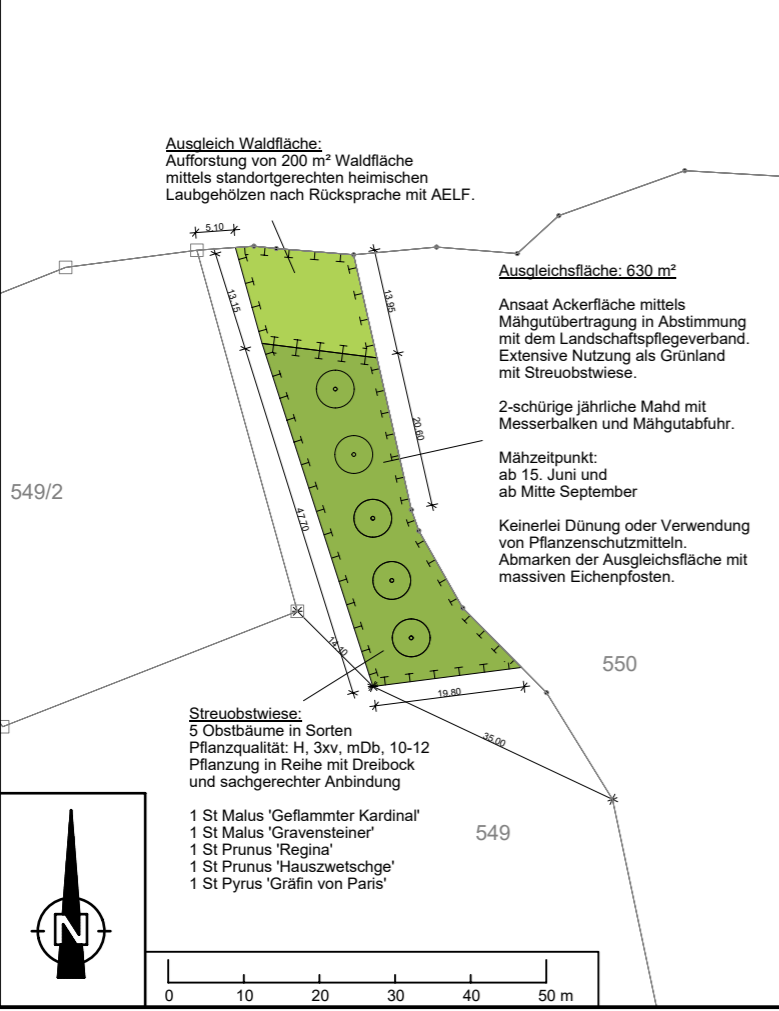 Ausgleich Waldfläche:
Aufforstung von 200 m² Waldfläche
mittels standortgerechten heimischen
Laubgehölzen nach Rücksprache mit AELF.
5.10
13.15
13.95
Ausgleichsfläche: 630 m²
Ansaat Ackerfläche mittels
Mähgutübertragung in Abstimmung
mit dem Landschaftspflegeverband.
Extensive Nutzung als Grünland
mit Streuobstwiese.
2-schürige jährliche Mahd mit
Messerbalken und Mähgutabfuhr.
Mähzeitpunkt:
ab 15. Juni und
ab Mitte September
Keinerlei Dünung oder Verwendung
von Pflanzenschutzmitteln.
Abmarken der Ausgleichsfläche mit
massiven Eichenpfosten.
20.60
549/2
47.70
14.10
550
19.80
35.00
Streuobstwiese:
5 Obstbäume in Sorten
Pflanzqualität: H, 3xv, mDb, 10-12
Pflanzung in Reihe mit Dreibock
und sachgerechter Anbindung
1 St Malus 'Geflammter Kardinal'
1 St Malus 'Gravensteiner'
1 St Prunus 'Regina'
1 St Prunus 'Hauszwetschge'
1 St Pyrus 'Gräfin von Paris'
549
N
0 10 20 30 40 50 m